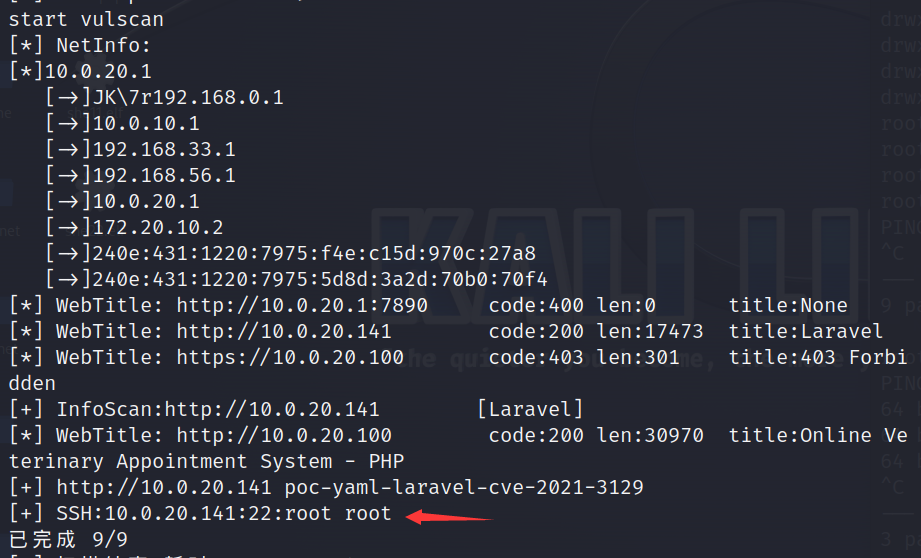 start vulscan
[*] NetInfo:
[*]10.0.20.1
[->]JK\7r192.168.0.1
[->]10.0.10.1
[->]192.168.33.1
[->]192.168.56.1
[->]10.0.20.1
[->]172.20.10.2
[->]240e:431:1220:7975:f4e:c15d:970c:27a8
[->]240e:431:1220:7975:5d8d:3a2d:70b0:70f4
[*] WebTitle: http://10.0.20.1:7890 code:400 len:0 title:None
[*] WebTitle: http://10.0.20.141 code:200 len:17473 title:Laravel
[*] WebTitle: https://10.0.20.100 code:403 len:301 title:403 Forbi
dden
[+] InfoScan:http://10.0.20.141 [Laravel]
[*] WebTitle: http://10.0.20.100 code:200 len:30970 title:Online Ve
terinary Appointment System - PHP
[+] http://10.0.20.141 poc-yaml-laravel-cve-2021-3129
[+] SSH:10.0.20.141:22:root root
已完成 9/9